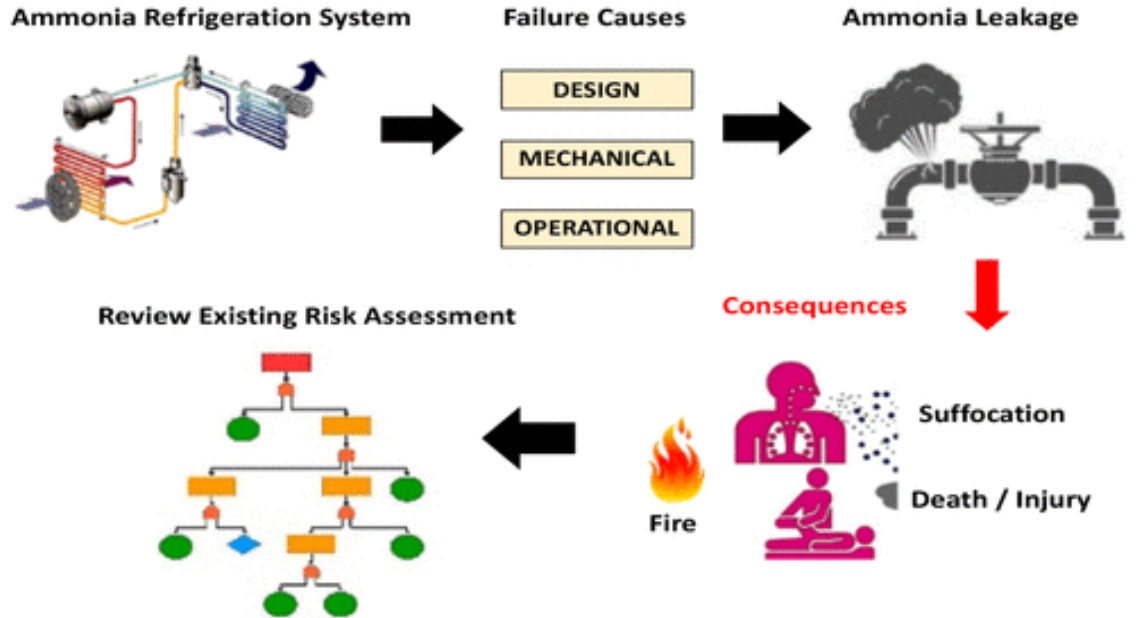 Ammonia Refrigeration System
Failure Causes
Ammonia Leakage
DESIGN
MECHANICAL
OPERATIONAL
Consequences
Review Existing Risk Assessment
Suffocation
Death / Injury
Fire